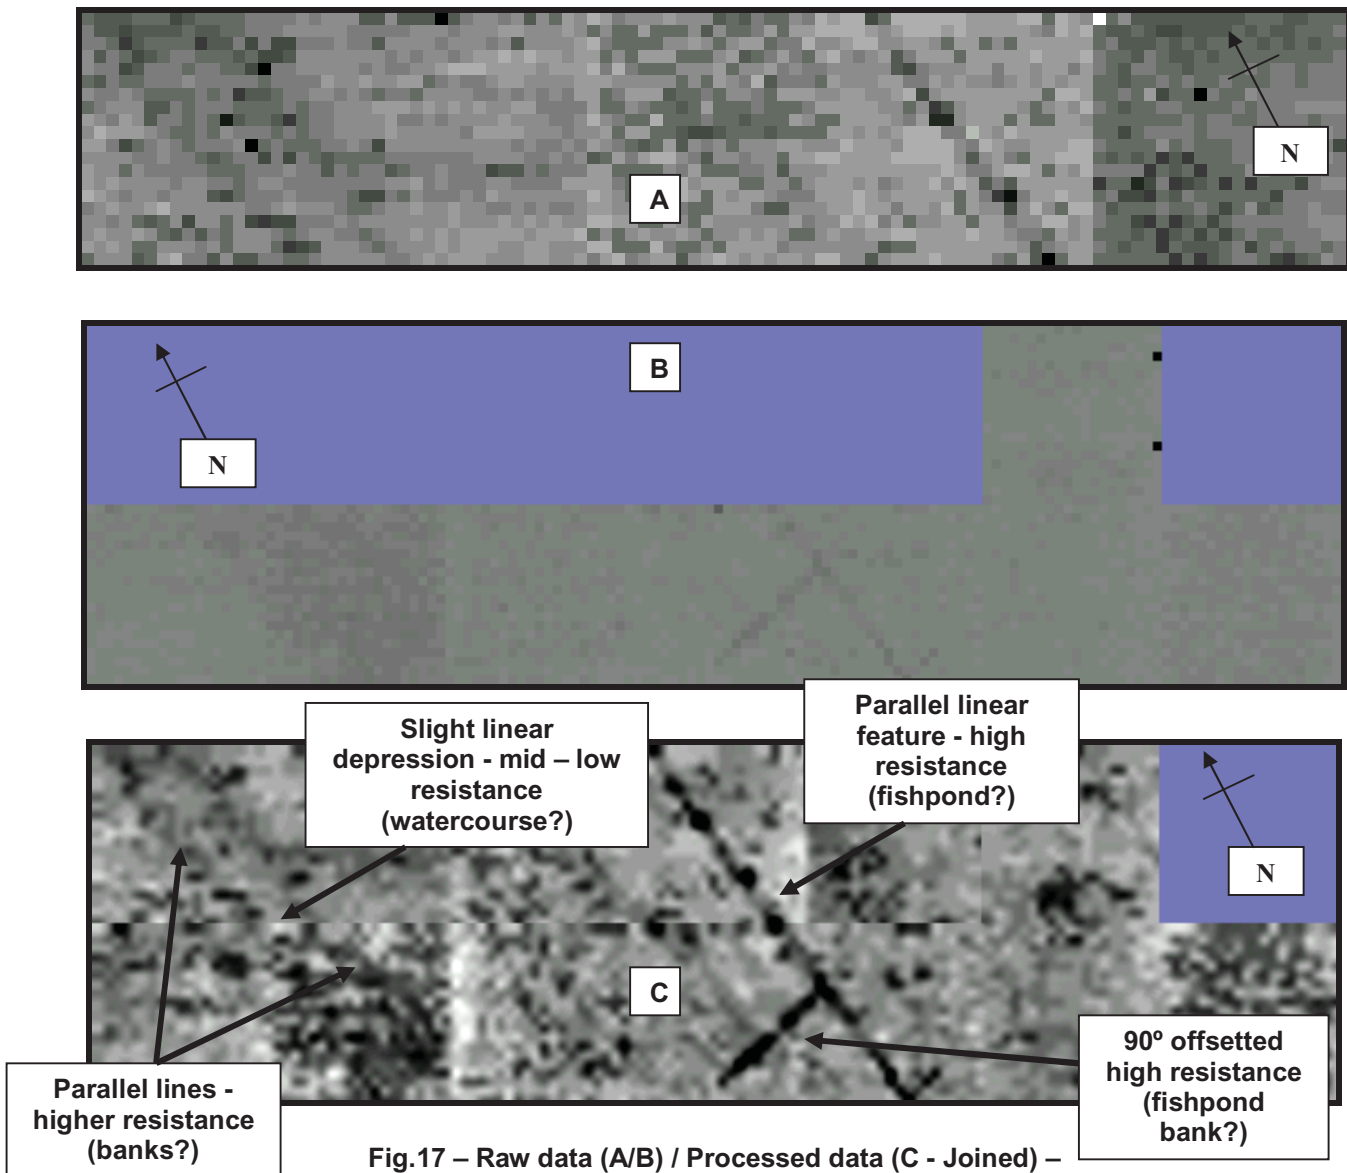 N
A
B
N
Slight linear
depression - mid – low
resistance
(watercourse?)
Parallel linear
feature - high
resistance
(fishpond?)
N
C
Parallel lines -
higher resistance
(banks?)
90º offsetted
high resistance
(fishpond
bank?)
Fig.17 – Raw data (A/B) / Processed data (C - Joined) –